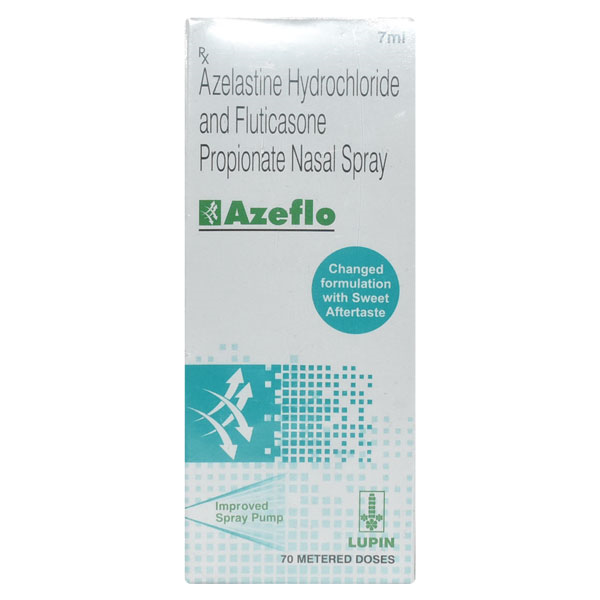 7ml
Rx
Azelastine Hydrochloride
and Fluticasone
Propionate Nasal Spray
Azeflo
Changed
formulation
with Sweet
Aftertaste
Improved
Spray Pump
LUPIN
70 METERED DOSES